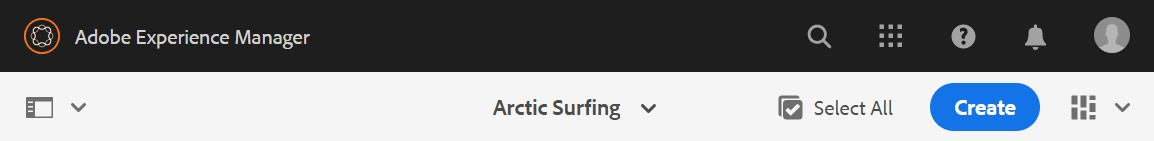 Adobe Experience Manager
Arctic Surfing Select All Create